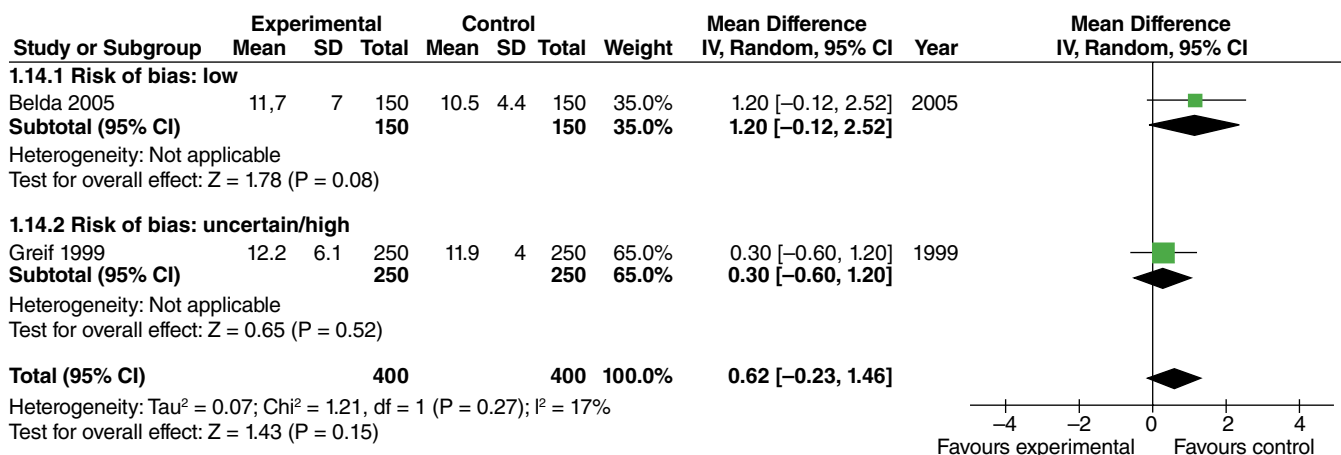 Experimental Control Mean Difference Mean Difference
Study or Subgroup Mean SD Total Mean SD Total Weight IV, Random, 95% CI Year IV, Random, 95% CI
1.14.1 Risk of bias: low
Belda 2005 11,7 7 150 10.5 4.4 150 35.0% 1.20 [–0.12, 2.52] 2005
Subtotal (95% CI) 150 150 35.0% 1.20 [–0.12, 2.52]
Heterogeneity: Not applicable
Test for overall effect: Z = 1.78 (P = 0.08)
1.14.2 Risk of bias: uncertain/high
Greif 1999 12.2 6.1 250 11.9 4 250 65.0% 0.30 [–0.60, 1.20] 1999
Subtotal (95% CI) 250 250 65.0% 0.30 [–0.60, 1.20]
Heterogeneity: Not applicable
Test for overall effect: Z = 0.65 (P = 0.52)
Total (95% CI) 400 400 100.0% 0.62 [–0.23, 1.46]
Heterogeneity: Tau² = 0.07; Chi² = 1.21, df = 1 (P = 0.27); I² = 17%
Test for overall effect: Z = 1.43 (P = 0.15)
–4 –2 0 2 4
Favours experimental Favours control